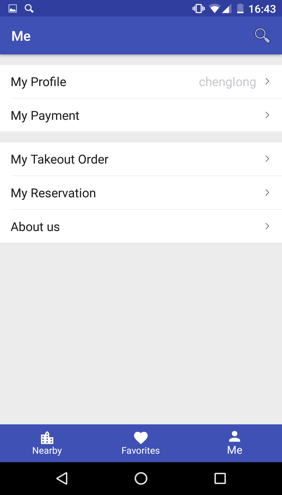 16:43
Me
My Profile chenglong
My Payment
My Takeout Order
My Reservation
About us
Nearby Favorites Me